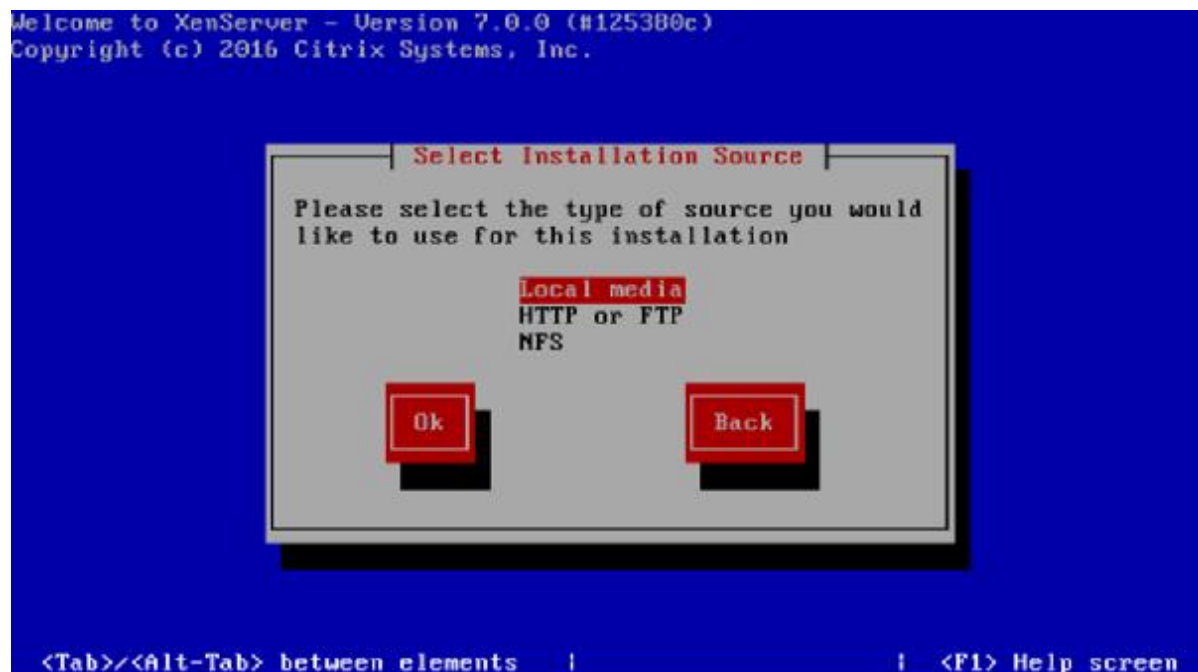 Welcome to XenServer - Version 7.0.0 (#125380c)
Copyright (c) 2016 Citrix Systems, Inc.
Select Installation Source
Please select the type of source you would
like to use for this installation
Local media
HTTP or FTP
NFS
Ok Back
<Tab>/<Alt-Tab> between elements | | <F1> Help screen